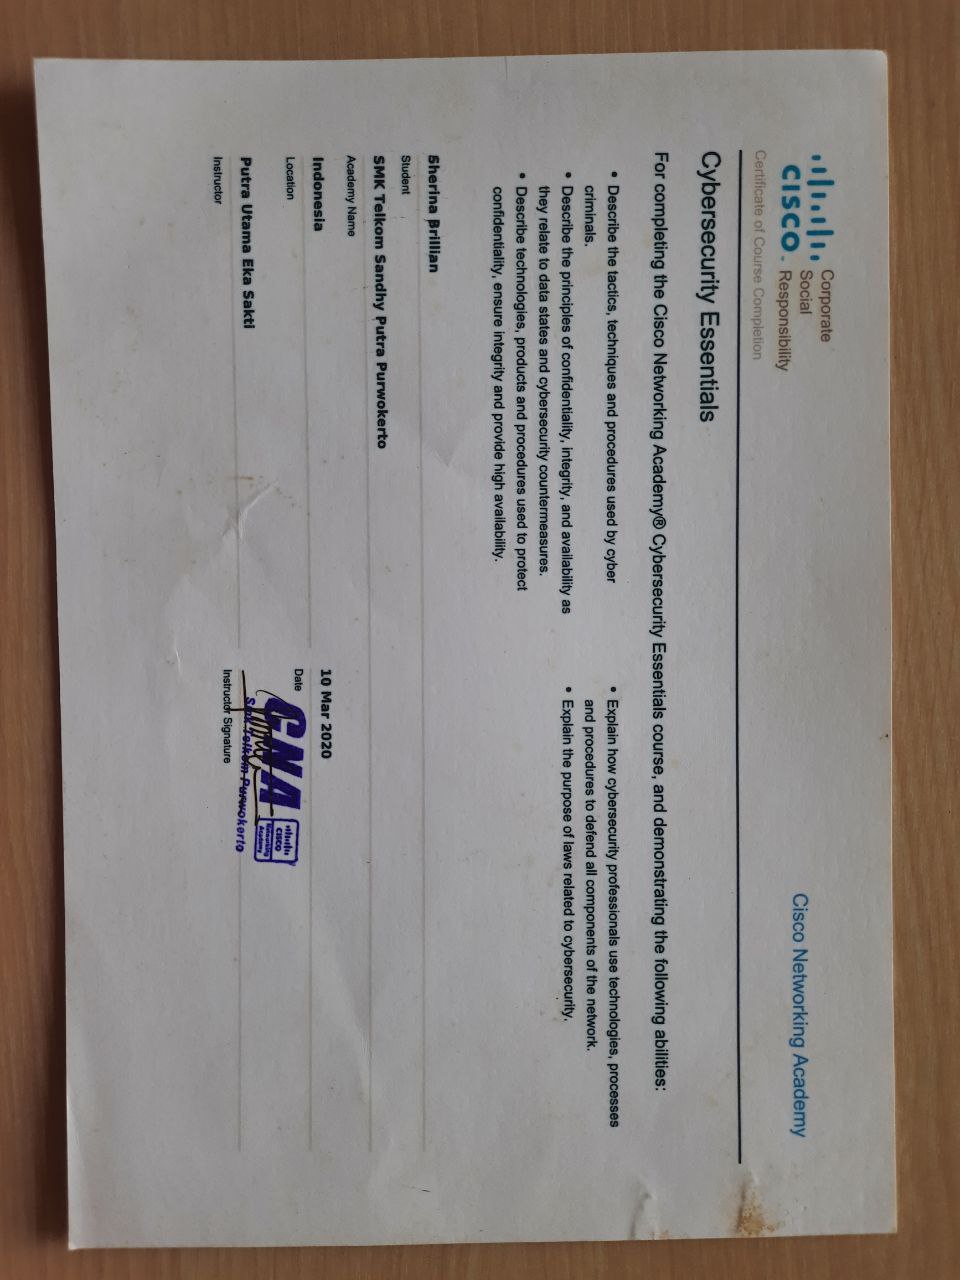 Corporate
Social
CISCO Responsibility
Certificate of Course Completion
Cisco Networking Academy
Cybersecurity Essentials
For completing the Cisco Networking Academy® Cybersecurity Essentials course, and demonstrating the following abilities:
• Describe the tactics, techniques and procedures used by cyber
criminals.
• Describe the principles of confidentiality, integrity, and availability as
they relate to data states and cybersecurity countermeasures.
• Describe technologies, products and procedures used to protect
confidentiality, ensure integrity and provide high availability.
• Explain how cybersecurity professionals use technologies, processes
and procedures to defend all components of the network.
• Explain the purpose of laws related to cybersecurity.
Sherina Brillian
Student
SMK Telkom Sandhy Putra Purwokerto
Academy Name
Indonesia
Location
10 Mar 2020
Date
CNA
CISCO
Networking
Academy
Smk Telkom Purwokerto
Putra Utama Eka Sakti
Instructor
Instructor Signature